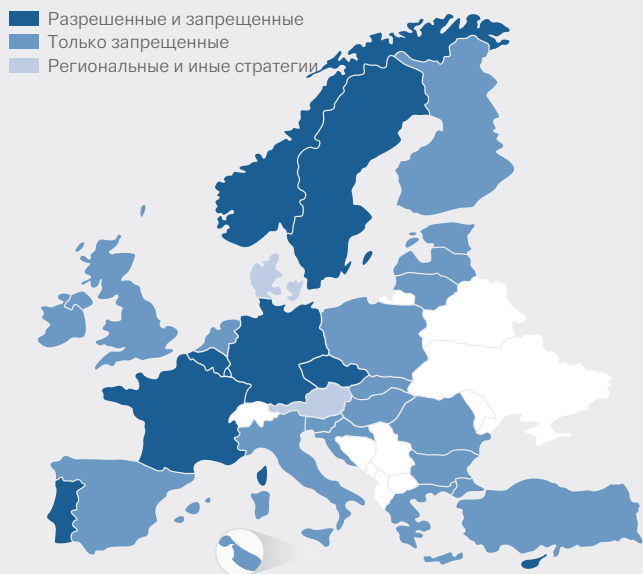 Разрешенные и запрещенные
Только запрещенные
Региональные и иные стратегии